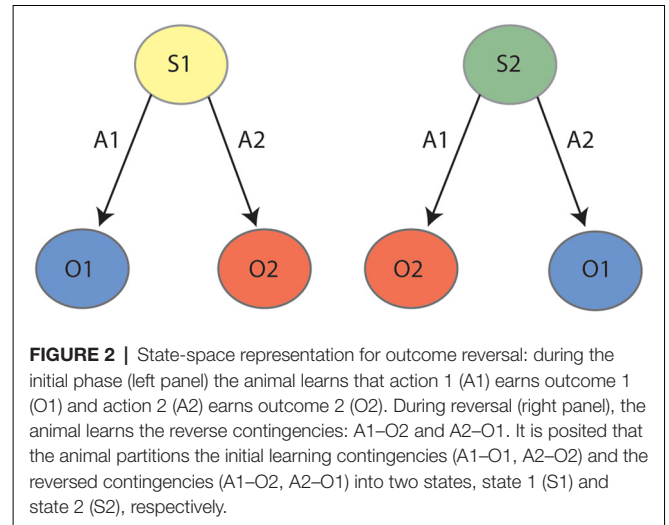 S1 S2
A1 A2 A1 A2
O1 O2 O2 O1
FIGURE 2 | State-space representation for outcome reversal: during the
initial phase (left panel) the animal learns that action 1 (A1) earns outcome 1
(O1) and action 2 (A2) earns outcome 2 (O2). During reversal (right panel), the
animal learns the reverse contingencies: A1–O2 and A2–O1. It is posited that
the animal partitions the initial learning contingencies (A1–O1, A2–O2) and the
reversed contingencies (A1–O2, A2–O1) into two states, state 1 (S1) and
state 2 (S2), respectively.